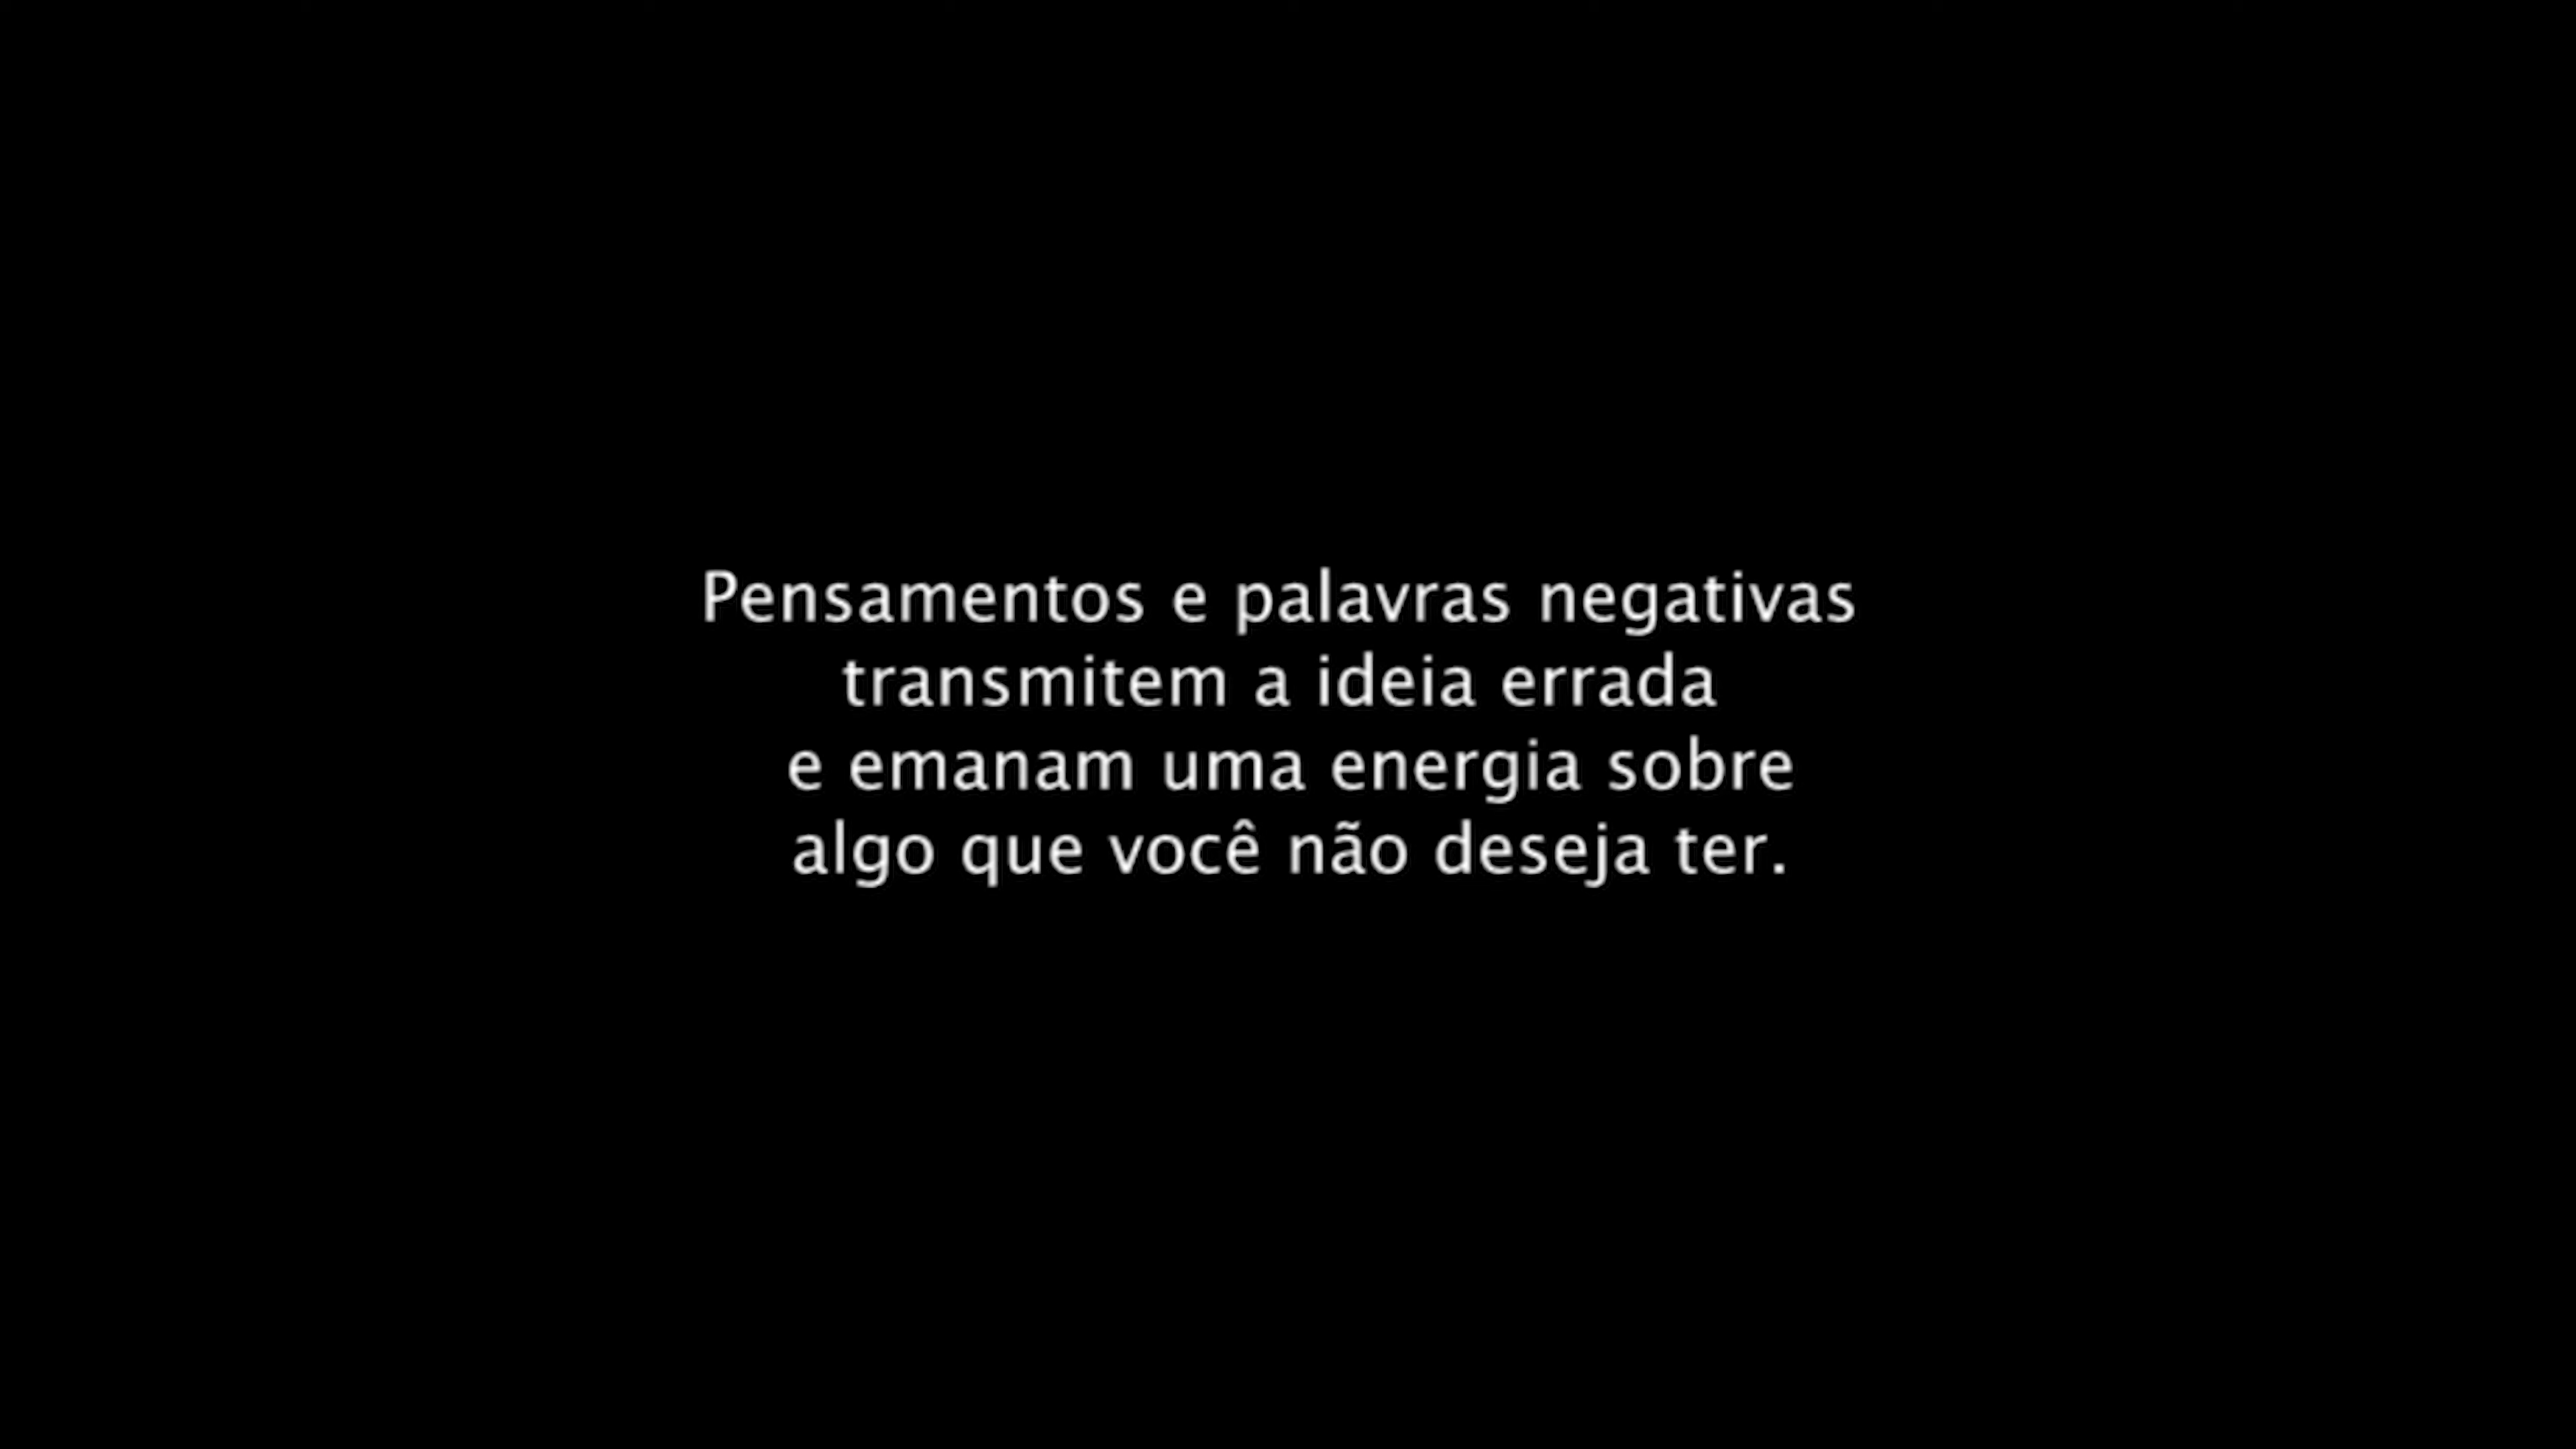 Pensamentos e palavras negativas
transmitem a ideia errada
e emanam uma energia sobre
algo que você não deseja ter.